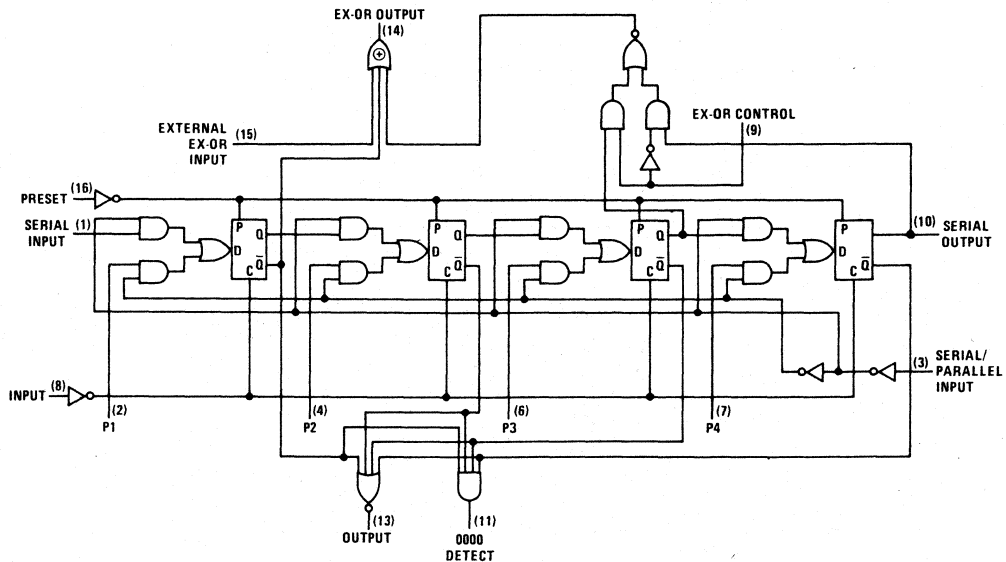 EX-OR OUTPUT
(14)
EXTERNAL
EX-OR
INPUT
(15)
EX-OR CONTROL
(9)
PRESET
(16)
SERIAL
INPUT
(1)
P
D
C
Q
Q̅
P
D
C
Q
Q̅
P
D
C
Q
Q̅
P
D
C
Q
Q̅
(10)
SERIAL
OUTPUT
(3)
SERIAL/
PARALLEL
INPUT
INPUT
(8)
(2)
P1
(4)
P2
(6)
P3
(7)
P4
(13)
OUTPUT
(11)
0000
DETECT